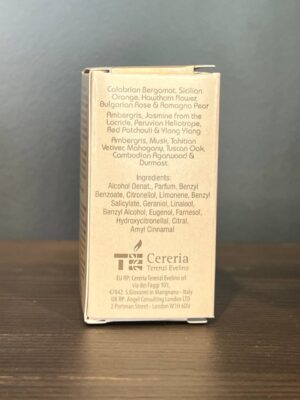 Calabrian Bergamot, Sicilian
Orange, Hawthorn flower,
Bulgarian Rose & Romagna Pear
Ambergris, Jasmine from the
Locride, Peruvian Heliotrope,
Red Patchouli & Ylang Ylang
Ambergris, Musk, Tahitian
Vetiver, Mahogany, Tuscan Oak,
Cambodian Agarwood &
Durmast.
Ingredients:
Alcohol Denat., Parfum, Benzyl
Benzoate, Citronellol, Limonene, Benzyl
Salicylate, Geraniol, Linalool,
Benzyl Alcohol, Eugenol, Farnesol,
Hydroxycitronellal, Citral,
Amyl Cinnamal
Cereria
Terenzi Evelino
EU RP: Cereria Terenzi Evelino srl
via dei Faggi 10\
47842 S.Giovanni in Marignano - Italy
UK RP: Angel Consulting London LTD
2 Portman Street - London W1H 6DU